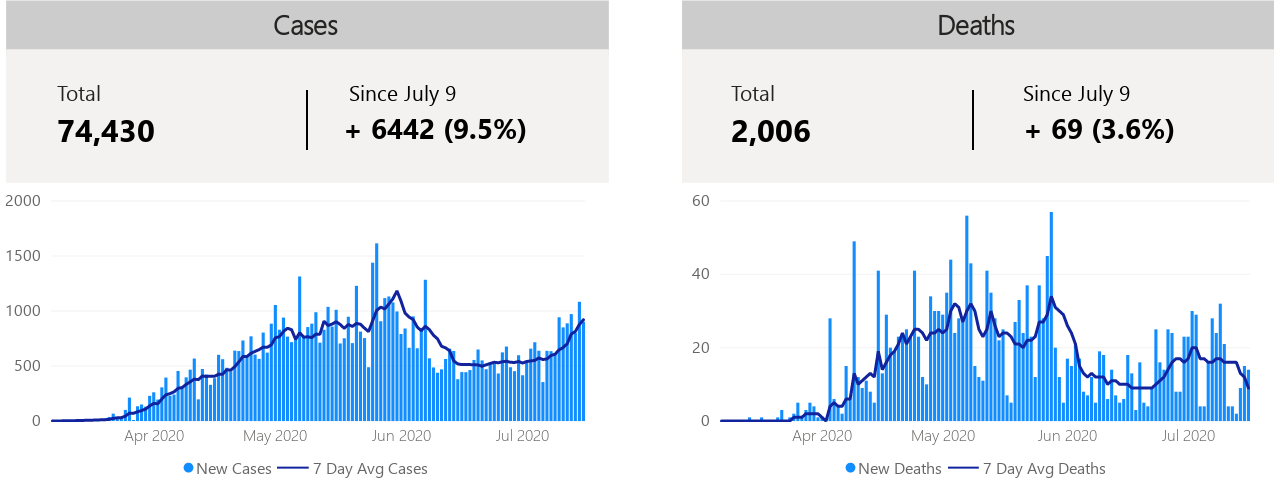 Cases
Total
Since July 9
74,430
+ 6442 (9.5%)
2000
1500
1000
500
0
Apr 2020
May 2020
Jun 2020
Jul 2020
New Cases
7 Day Avg Cases
Deaths
Total
Since July 9
2,006
+ 69 (3.6%)
60
40
20
0
Apr 2020
May 2020
Jun 2020
Jul 2020
New Deaths
7 Day Avg Deaths